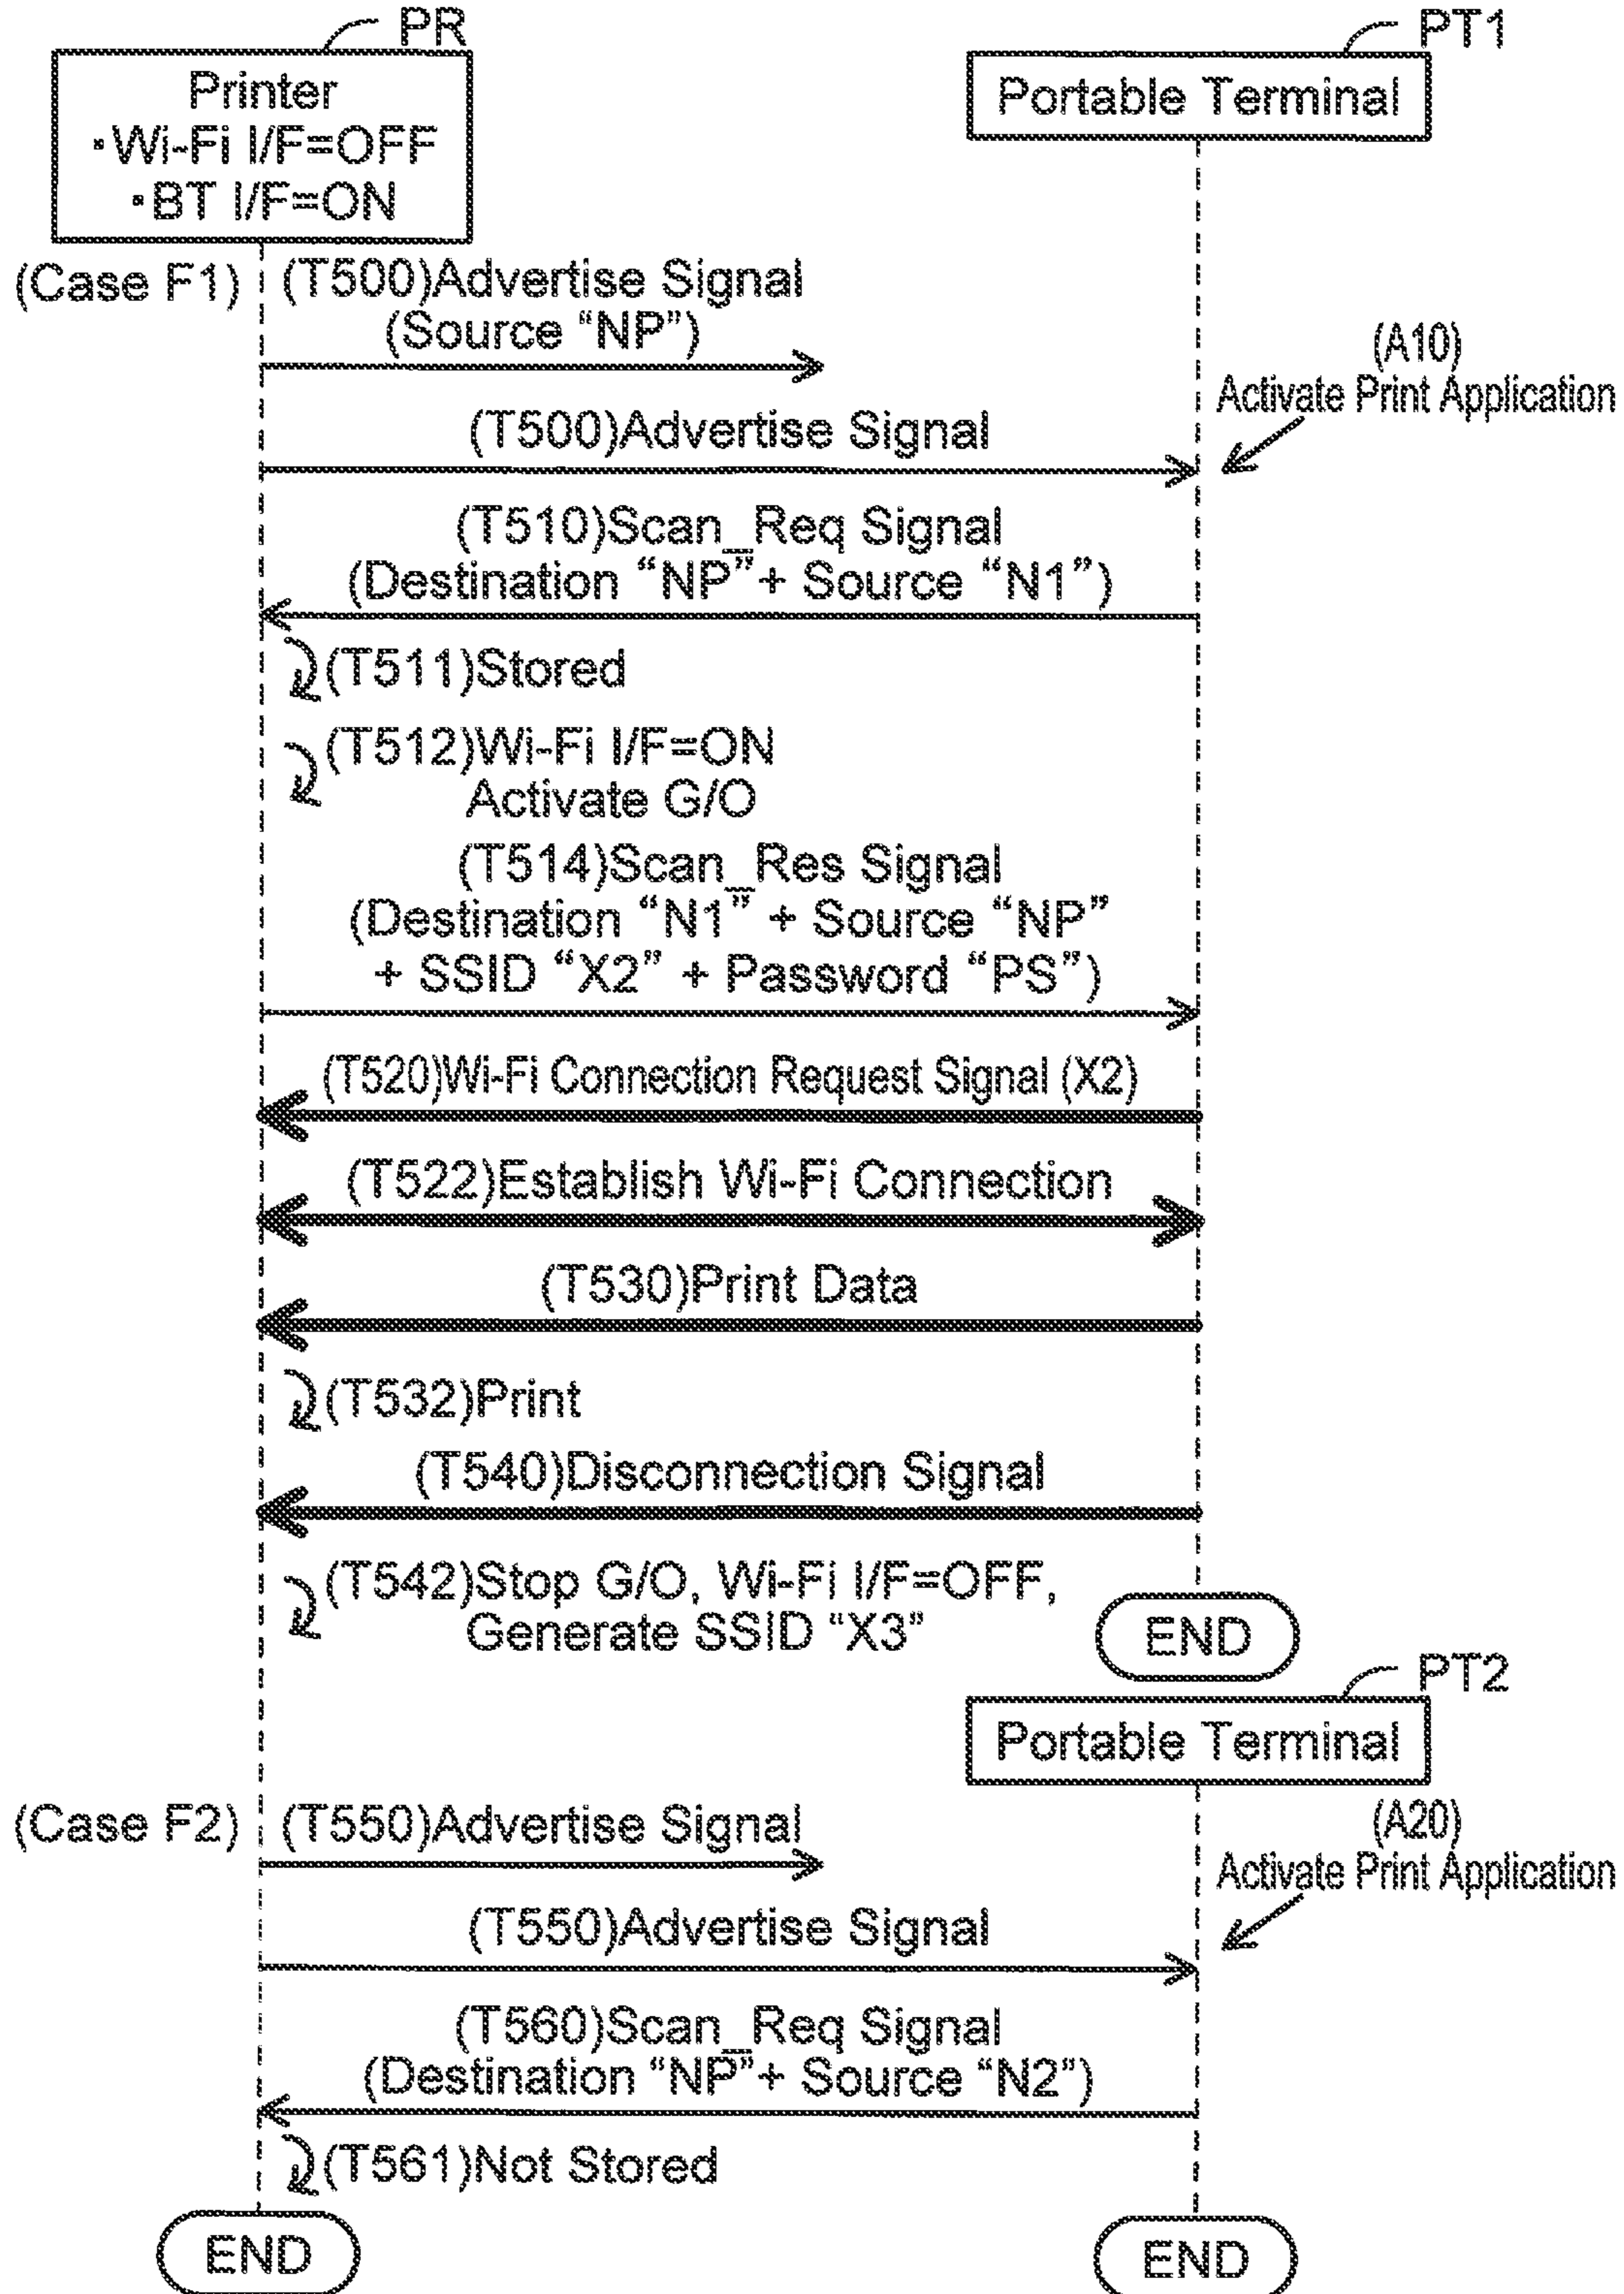 PR
PT1
Printer
・Wi-Fi I/F=OFF
・BT I/F=ON
Portable Terminal
(Case F1)
(T500)Advertise Signal
(Source “NP”)
(A10)
Activate Print Application
(T500)Advertise Signal
(T510)Scan_Req Signal
(Destination “NP”+ Source “N1”)
(T511)Stored
(T512)Wi-Fi I/F=ON
Activate G/O
(T514)Scan_Res Signal
(Destination “N1” + Source “NP”
+ SSID “X2” + Password “PS”)
(T520)Wi-Fi Connection Request Signal (X2)
(T522)Establish Wi-Fi Connection
(T530)Print Data
(T532)Print
(T540)Disconnection Signal
(T542)Stop G/O, Wi-Fi I/F=OFF,
Generate SSID “X3”
END
PT2
Portable Terminal
(Case F2)
(T550)Advertise Signal
(A20)
Activate Print Application
(T550)Advertise Signal
(T560)Scan_Req Signal
(Destination “NP”+ Source “N2”)
(T561)Not Stored
END
END